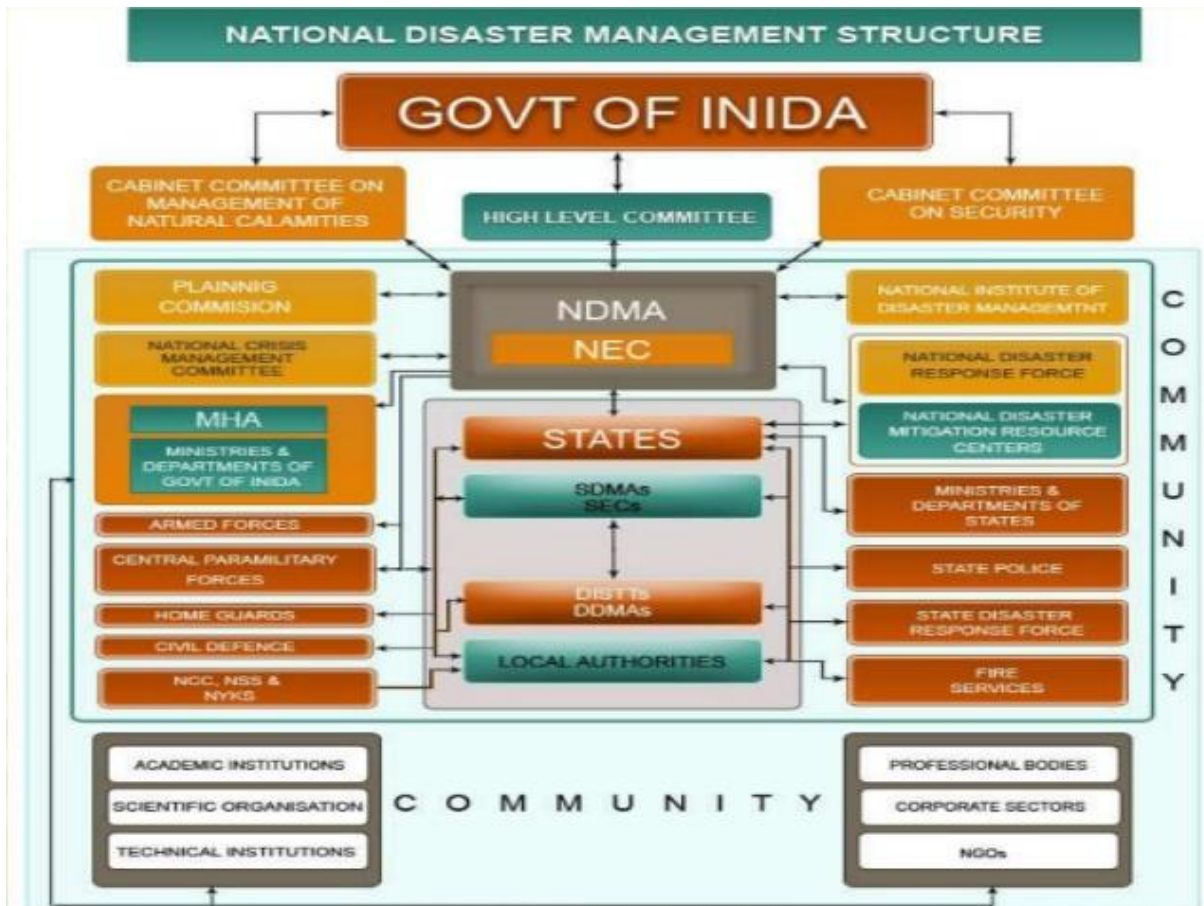 NATIONAL DISASTER MANAGEMENT STRUCTURE
GOVT OF INIDA
CABINET COMMITTEE ON
MANAGEMENT OF
NATURAL CALAMITIES
HIGH LEVEL COMMITTEE
CABINET COMMITTEE
ON SECURITY
PLAINNIG
COMMISION
NATIONAL CRISIS
MANAGEMENT
COMMITTEE
MHA
MINISTRIES &
DEPARTMENTS OF
GOVT OF INIDA
ARMED FORCES
CENTRAL PARAMILITARY
FORCES
HOME GUARDS
CIVIL DEFENCE
NCC, NSS &
NYKS
NDMA
NEC
STATES
SDMAs
SECs
DISTTs
DDMAs
LOCAL AUTHORITIES
NATIONAL INSTITUTE OF
DISASTER MANAGEMTNT
NATIONAL DISASTER
RESPONSE FORCE
NATIONAL DISASTER
MITIGATION RESOURCE
CENTERS
MINISTRIES &
DEPARTMENTS OF
STATES
STATE POLICE
STATE DISASTER
RESPONSE FORCE
FIRE
SERVICES
COMMUNITY
ACADEMIC INSTITUTIONS
SCIENTIFIC ORGANISATION
TECHNICAL INSTITUTIONS
COMMUNITY
PROFESSIONAL BODIES
CORPORATE SECTORS
NGOs